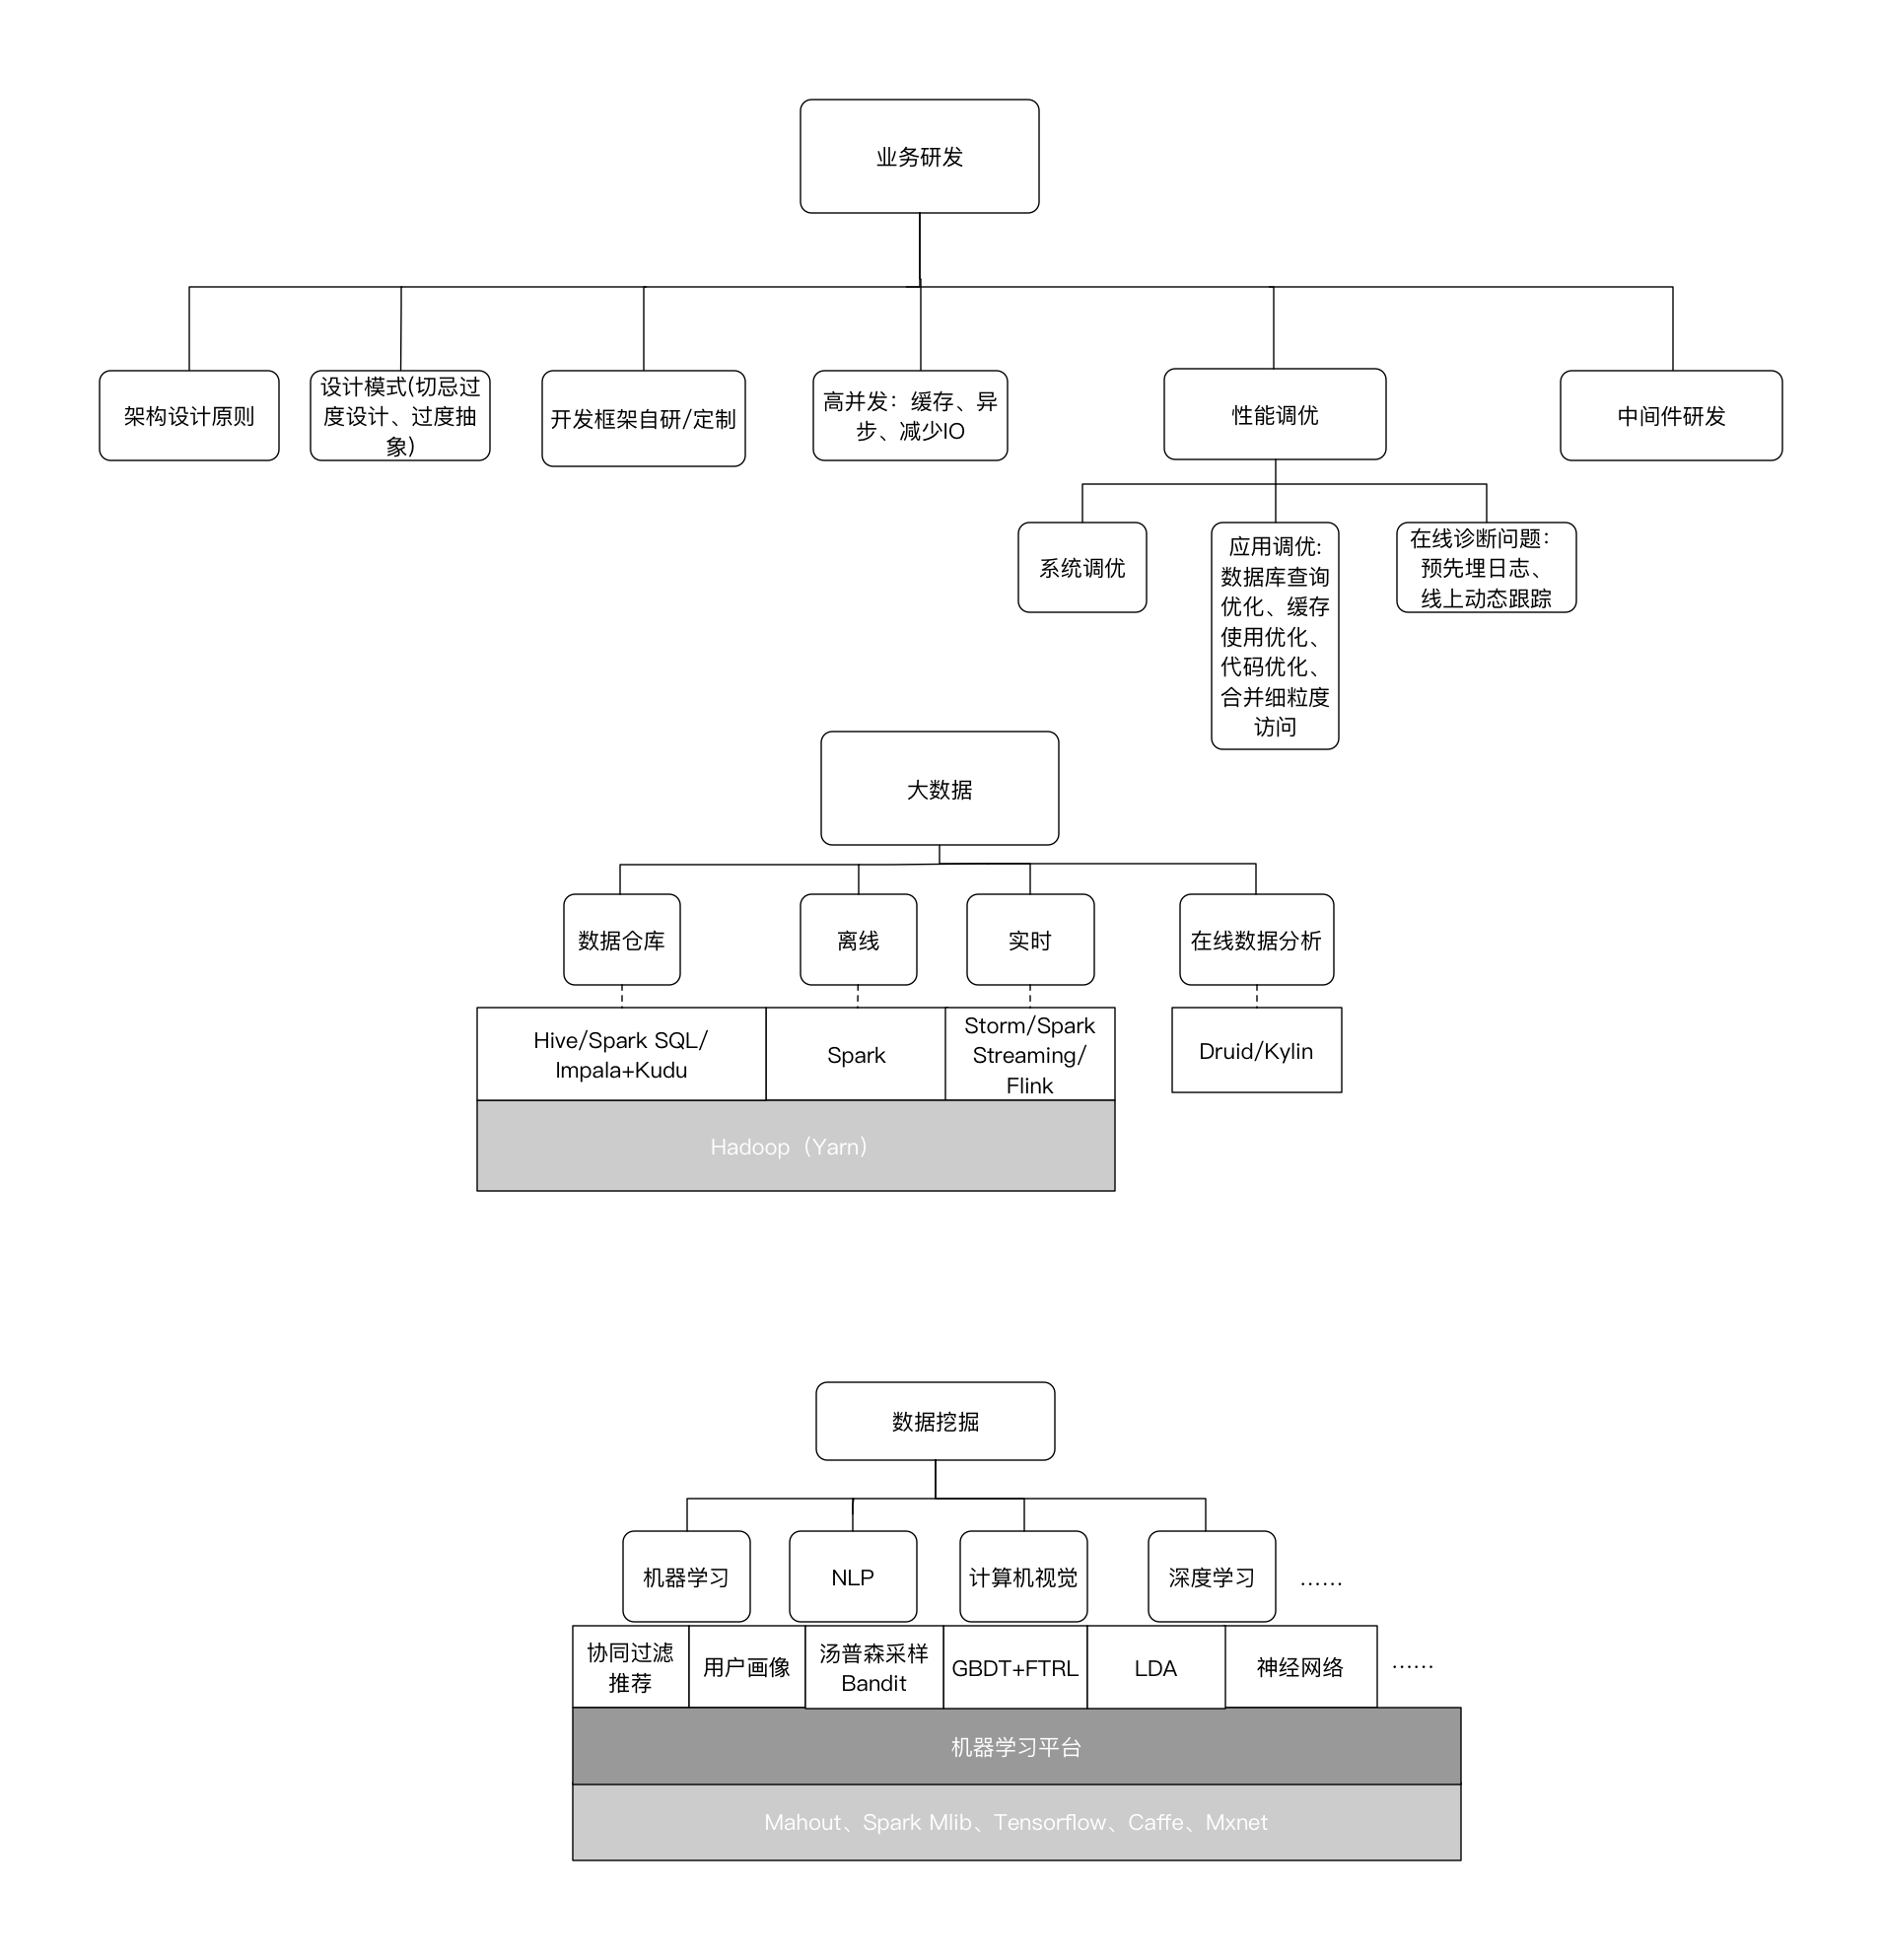 业务研发
架构设计原则
设计模式(切忌过
度设计、过度抽
象)
开发框架自研/定制
高并发：缓存、异
步、减少IO
性能调优
中间件研发
系统调优
应用调优:
数据库查询
优化、缓存
使用优化、
代码优化、
合并细粒度
访问
在线诊断问题：
预先埋日志、
线上动态跟踪
大数据
数据仓库
离线
实时
在线数据分析
Hive/Spark SQL/
Impala+Kudu
Spark
Storm/Spark
Streaming/
Flink
Druid/Kylin
Hadoop（Yarn）
数据挖掘
机器学习
NLP
计算机视觉
深度学习
……
协同过滤
推荐
用户画像
汤普森采样
Bandit
GBDT+FTRL
LDA
神经网络
……
机器学习平台
Mahout、Spark Mlib、Tensorflow、Caffe、Mxnet